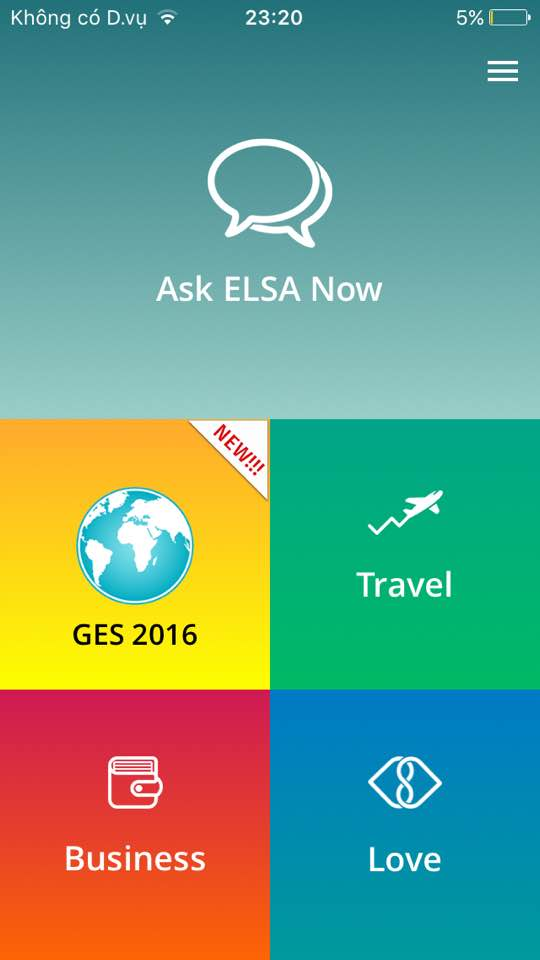 Không có D.vụ 23:20 5%
Ask ELSA Now
NEW!!!
GES 2016
Travel
Business
Love